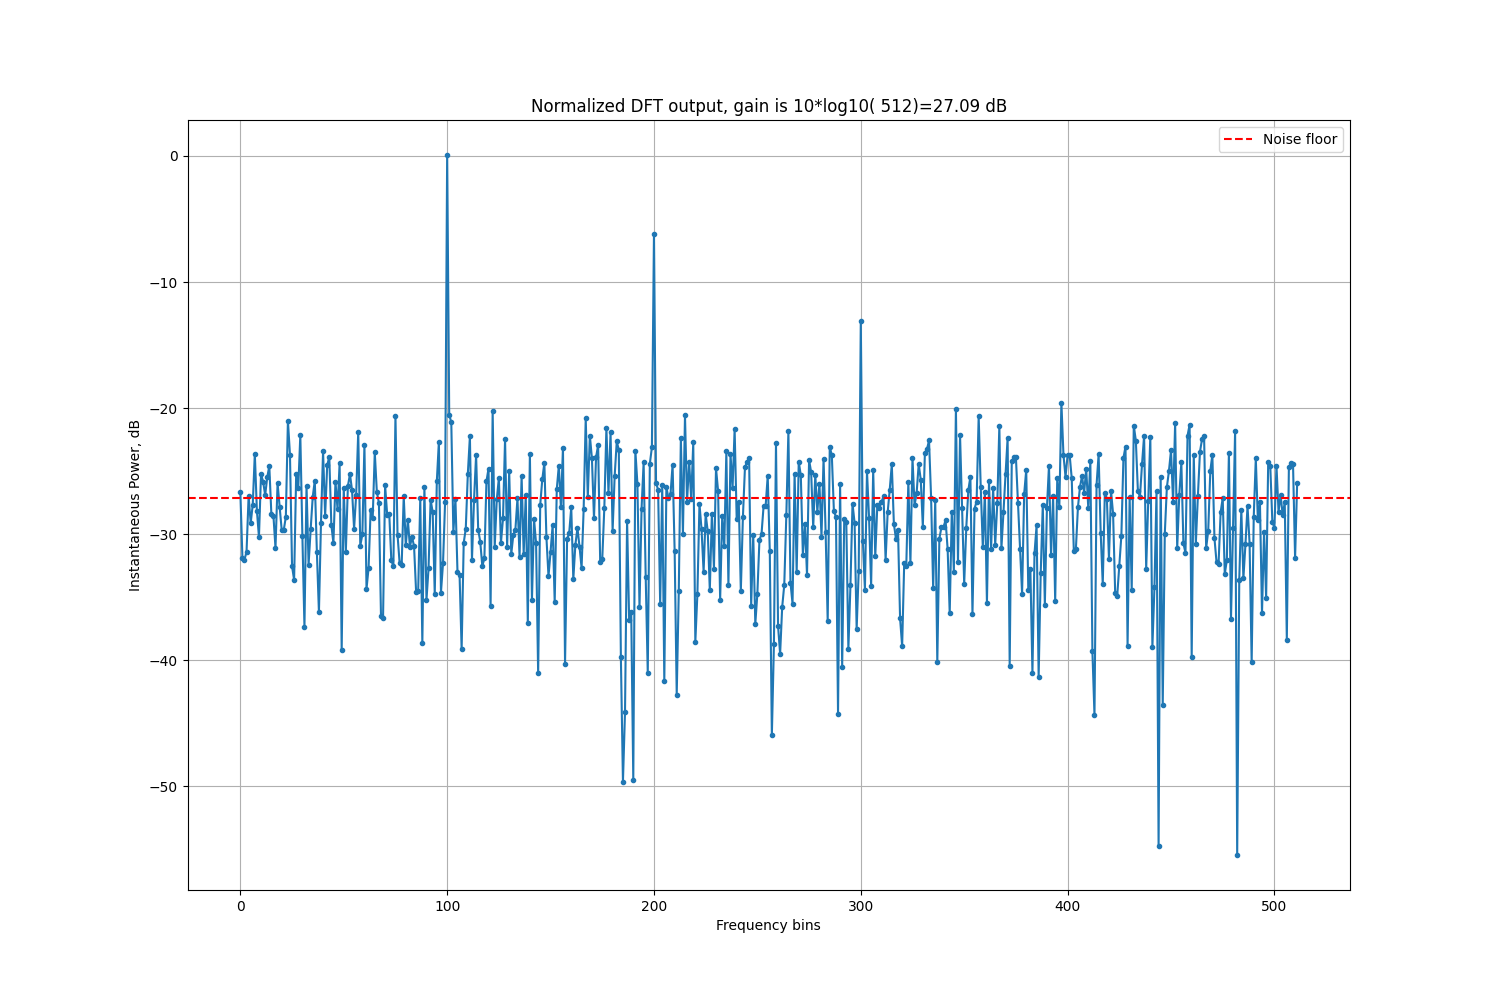 Normalized DFT output, gain is 10*log10( 512)=27.09 dB
Noise floor
Instantaneous Power, dB
0
−10
−20
−30
−40
−50
0 100 200 300 400 500
Frequency bins